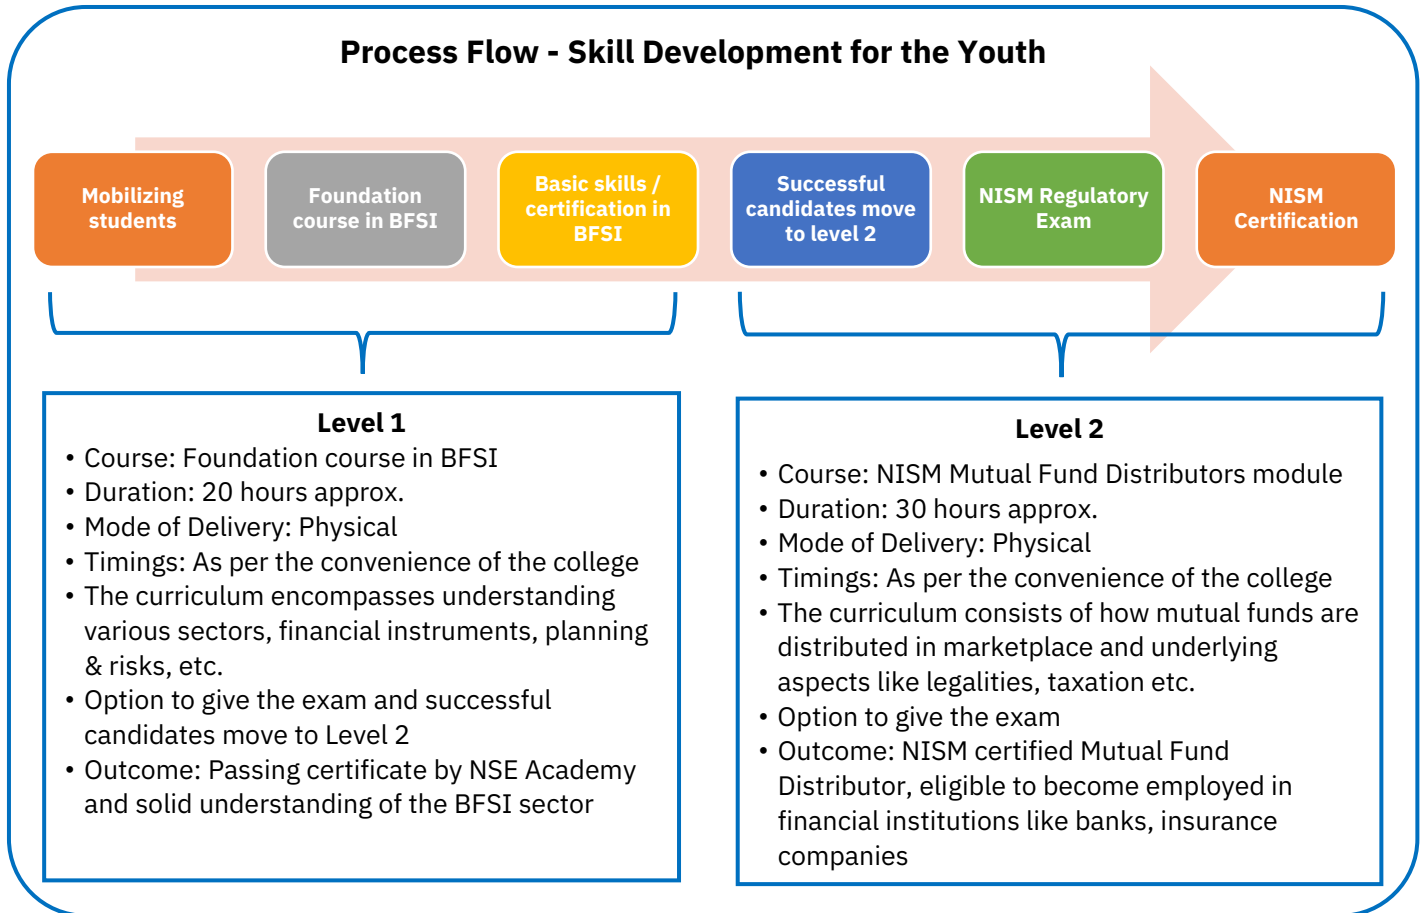 Process Flow - Skill Development for the Youth
Mobilizing
students
Foundation
course in BFSI
Basic skills /
certification in
BFSI
Successful
candidates move
to level 2
NISM Regulatory
Exam
NISM
Certification
Level 1
• Course: Foundation course in BFSI
• Duration: 20 hours approx.
• Mode of Delivery: Physical
• Timings: As per the convenience of the college
• The curriculum encompasses understanding
various sectors, financial instruments, planning
& risks, etc.
• Option to give the exam and successful
candidates move to Level 2
• Outcome: Passing certificate by NSE Academy
and solid understanding of the BFSI sector
Level 2
• Course: NISM Mutual Fund Distributors module
• Duration: 30 hours approx.
• Mode of Delivery: Physical
• Timings: As per the convenience of the college
• The curriculum consists of how mutual funds are
distributed in marketplace and underlying
aspects like legalities, taxation etc.
• Option to give the exam
• Outcome: NISM certified Mutual Fund
Distributor, eligible to become employed in
financial institutions like banks, insurance
companies